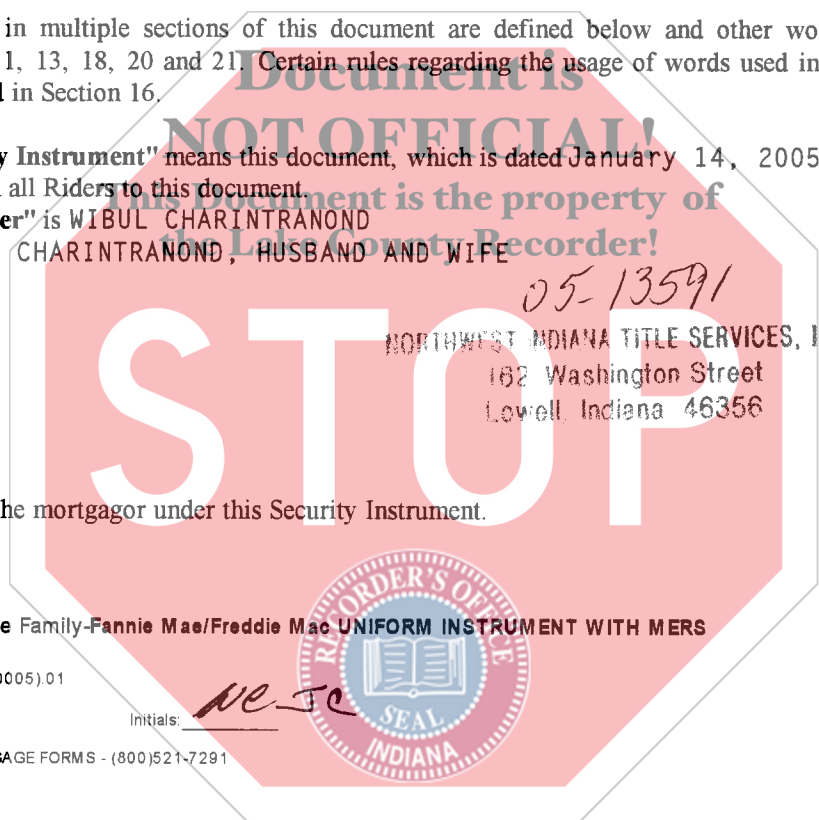 in multiple sections of this document are defined below and other wo
1, 13, 18, 20 and 21. Certain rules regarding the usage of words used in
in Section 16.
Document is
NOT OFFICIAL!
This Document is the property of
the Lake County Recorder!
Instrument" means this document, which is dated January 14, 2005
all Riders to this document.
er" is WIBUL CHARINTRANOND
CHARINTRANOND, HUSBAND AND WIFE
05-13591
NORTHWEST INDIANA TITLE SERVICES, I
162 Washington Street
Lowell, Indiana 46356
STOP
he mortgagor under this Security Instrument.
RECORDER'S OFFICE
SEAL
INDIANA
e Family-Fannie Mae/Freddie Mac UNIFORM INSTRUMENT WITH MERS
0005).01
Initials: JC
AGE FORMS - (800)521-7291